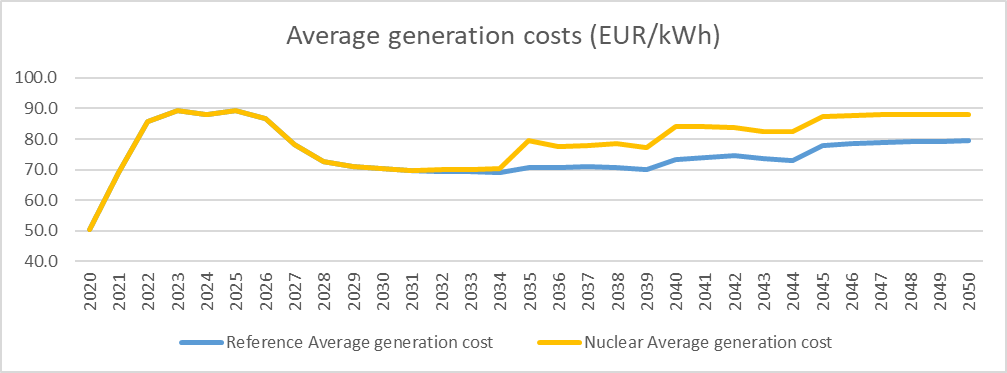 Average generation costs (EUR/kWh)
100.0
90.0
80.0
70.0
60.0
50.0
40.0
2020 2021 2022 2023 2024 2025 2026 2027 2028 2029 2030 2031 2032 2033 2034 2035 2036 2037 2038 2039 2040 2041 2042 2043 2044 2045 2046 2047 2048 2049 2050
Reference Average generation cost Nuclear Average generation cost